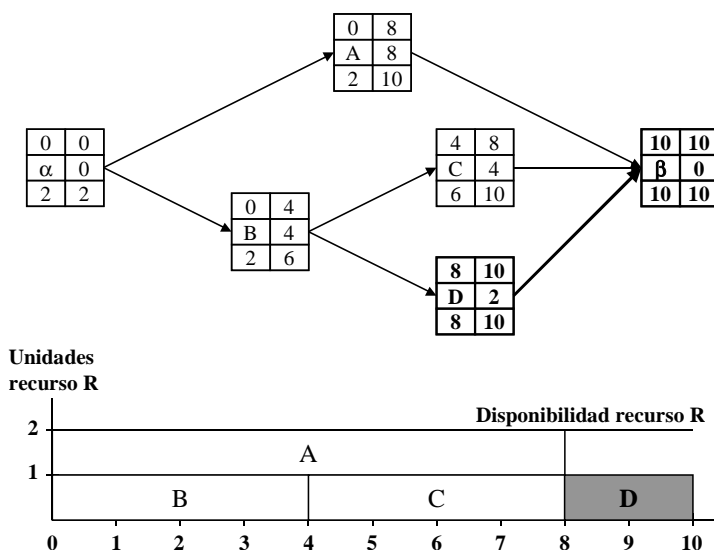 0 8
A 8
2 10
0 0
α 0
2 2
4 8
C 4
6 10
10 10
β 0
10 10
0 4
B 4
2 6
8 10
D 2
8 10
Unidades
recurso R
Disponibilidad recurso R
2
A
1
B C D
0 1 2 3 4 5 6 7 8 9 10